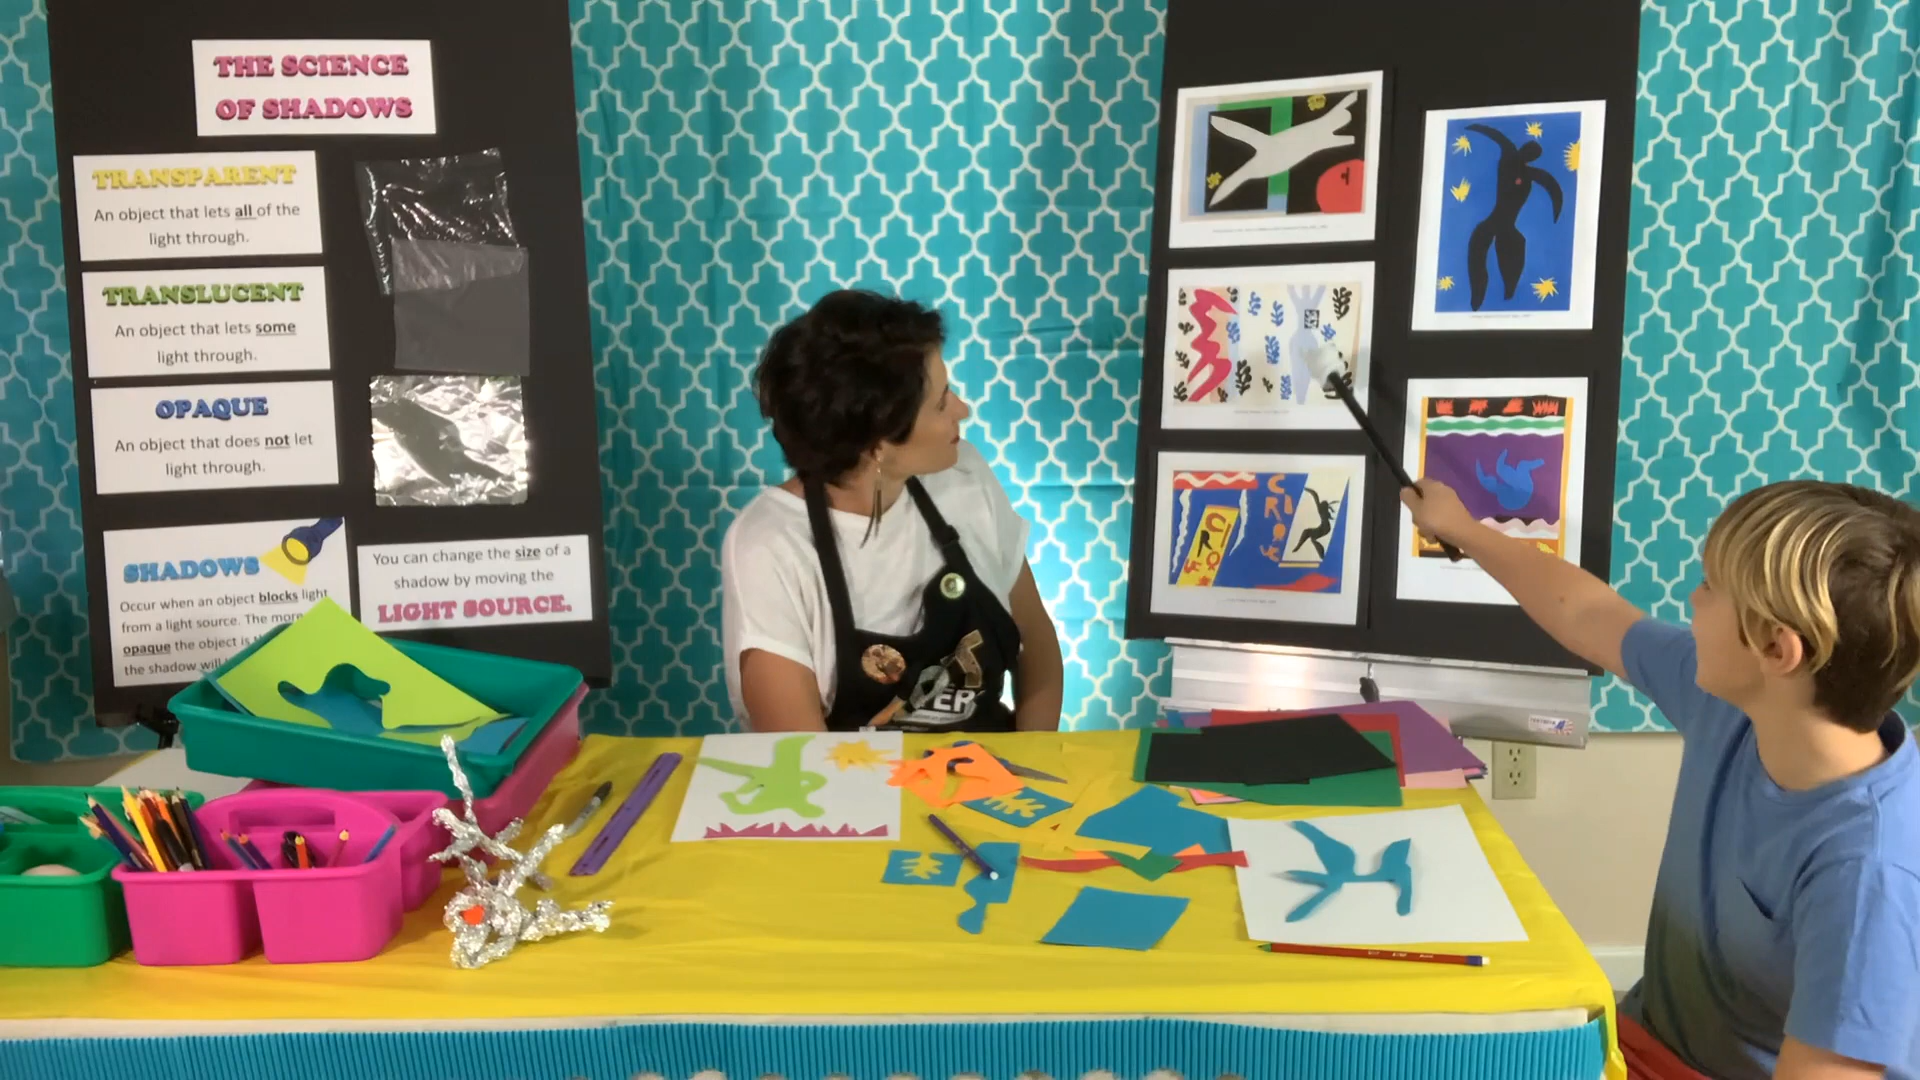 THE SCIENCE
OF SHADOWS
TRANSPARENT
An object that lets all of the
light through.
TRANSLUCENT
An object that lets some
light through.
OPAQUE
An object that does not let
light through.
SHADOWS
Occur when an object blocks light
from a light source. The more
opaque the object is
the shadow will
You can change the size of a
shadow by moving the
LIGHT SOURCE.
CIRQUE